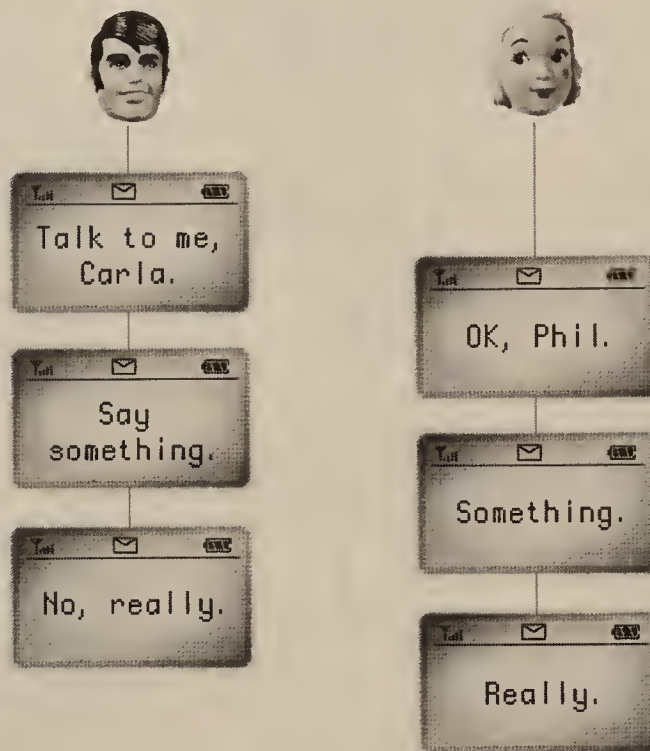 Talk to me,
Carla.
OK, Phil.
Say
something.
Something.
No, really.
Really.